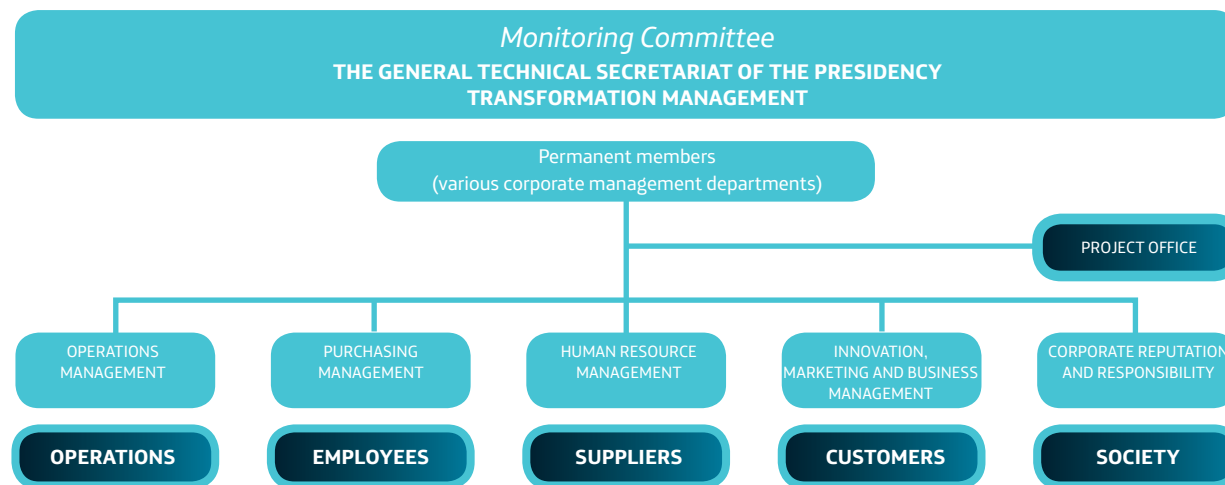 Monitoring Committee
THE GENERAL TECHNICAL SECRETARIAT OF THE PRESIDENCY
TRANSFORMATION MANAGEMENT
Permanent members
(various corporate management departments)
PROJECT OFFICE
OPERATIONS
MANAGEMENT
PURCHASING
MANAGEMENT
HUMAN RESOURCE
MANAGEMENT
INNOVATION,
MARKETING AND BUSINESS
MANAGEMENT
CORPORATE REPUTATION
AND RESPONSIBILITY
OPERATIONS
EMPLOYEES
SUPPLIERS
CUSTOMERS
SOCIETY